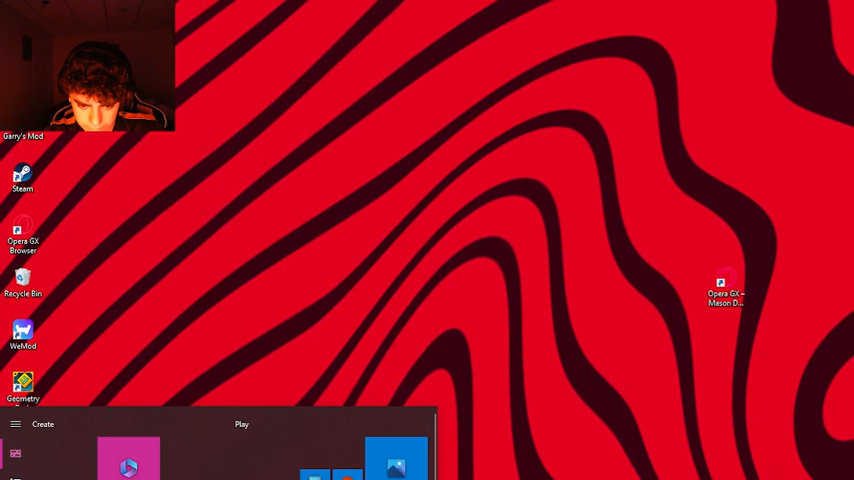 Garry's Mod
Steam
Opera GX
Browser
Recycle Bin
WeMod
Geometry
Opera GX –
Mason D...
Create
Play